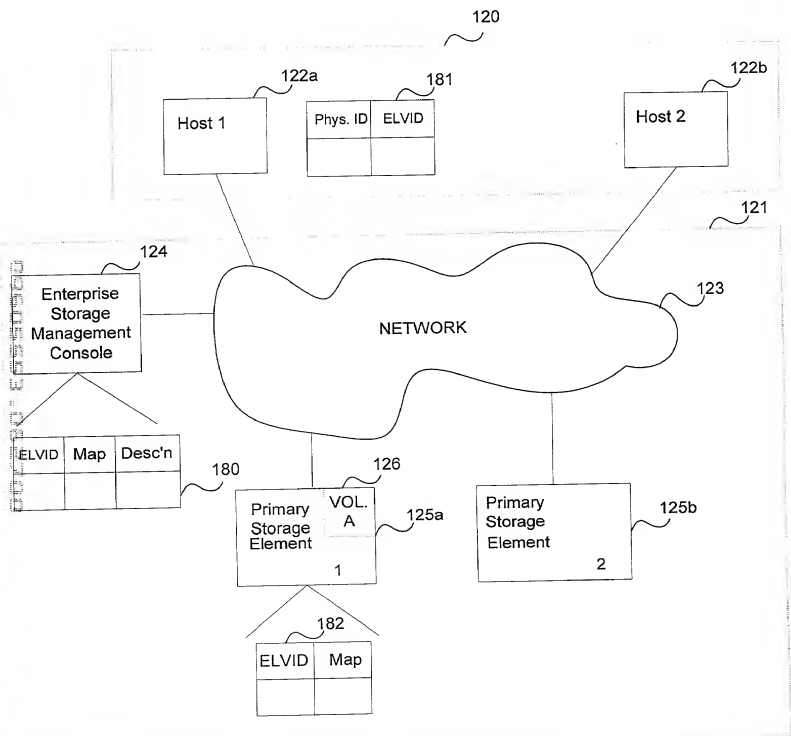 120
122a
181
122b
Host 1
Phys. ID ELVID
Host 2
121
124
Enterprise
Storage
Management
Console
NETWORK
123
ELVID Map Desc'n
180
126
VOL.
A
125a
Primary
Storage
Element
1
Primary
Storage
Element
2
125b
182
ELVID Map